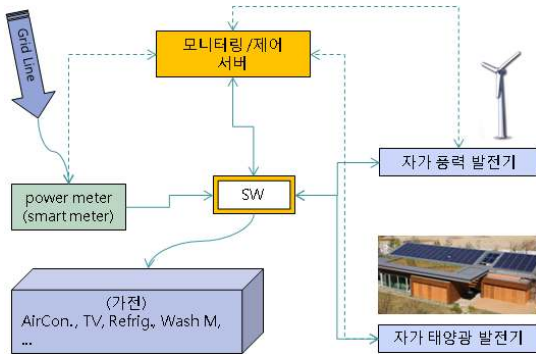 Grid Line
모니터링/제어
서버
자가 풍력 발전기
power meter
(smart meter)
SW
(가전)
AirCon., TV, Refrig., Wash M,
...
자가 태양광 발전기